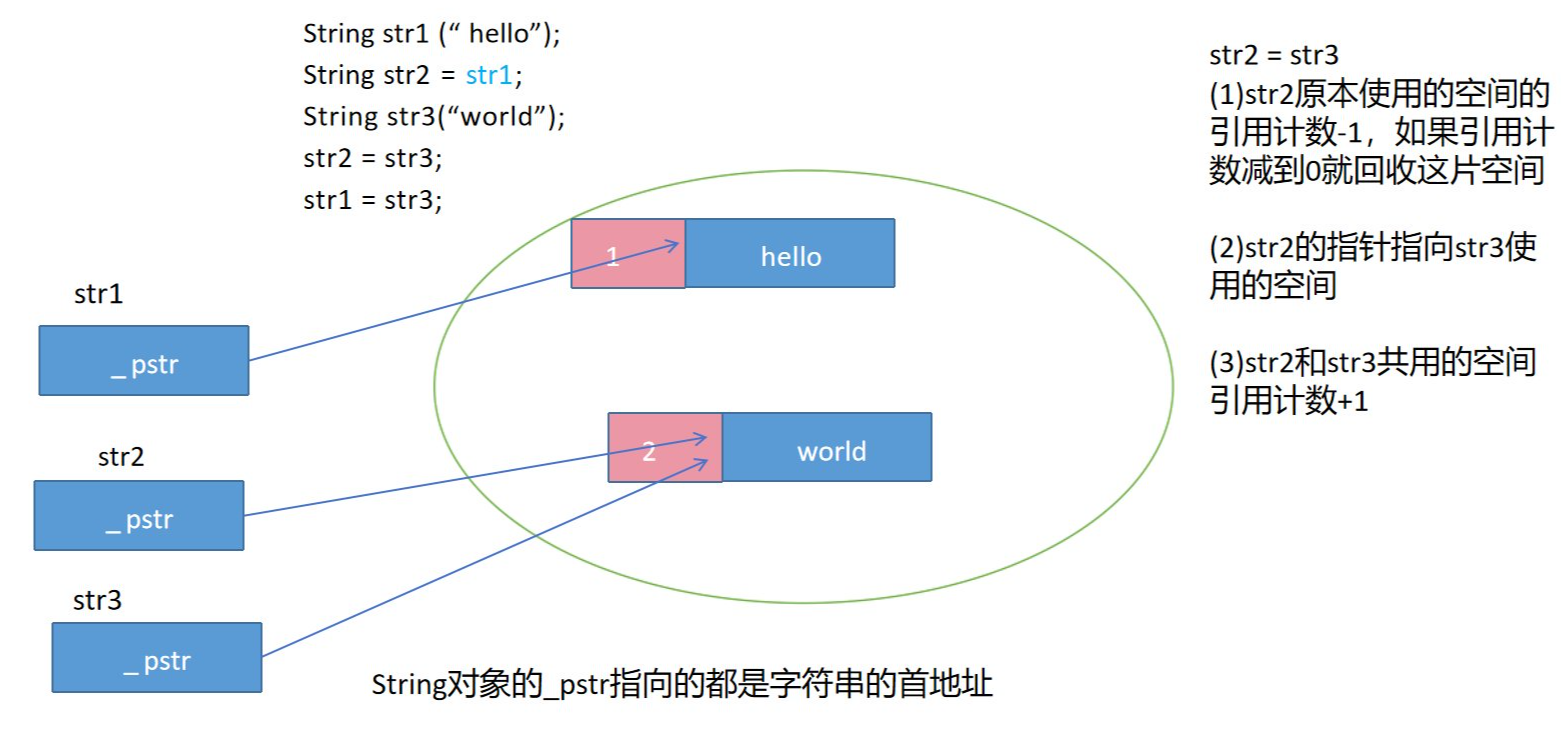 String str1 (“ hello”);
String str2 = str1;
String str3(“world”);
str2 = str3;
str1 = str3;
str2 = str3
(1)str2原本使用的空间的
引用计数-1，如果引用计
数减到0就回收这片空间
(2)str2的指针指向str3使
用的空间
(3)str2和str3共用的空间
引用计数+1
1
hello
str1
_ pstr
2
world
str2
_ pstr
str3
_ pstr
String对象的_pstr指向的都是字符串的首地址